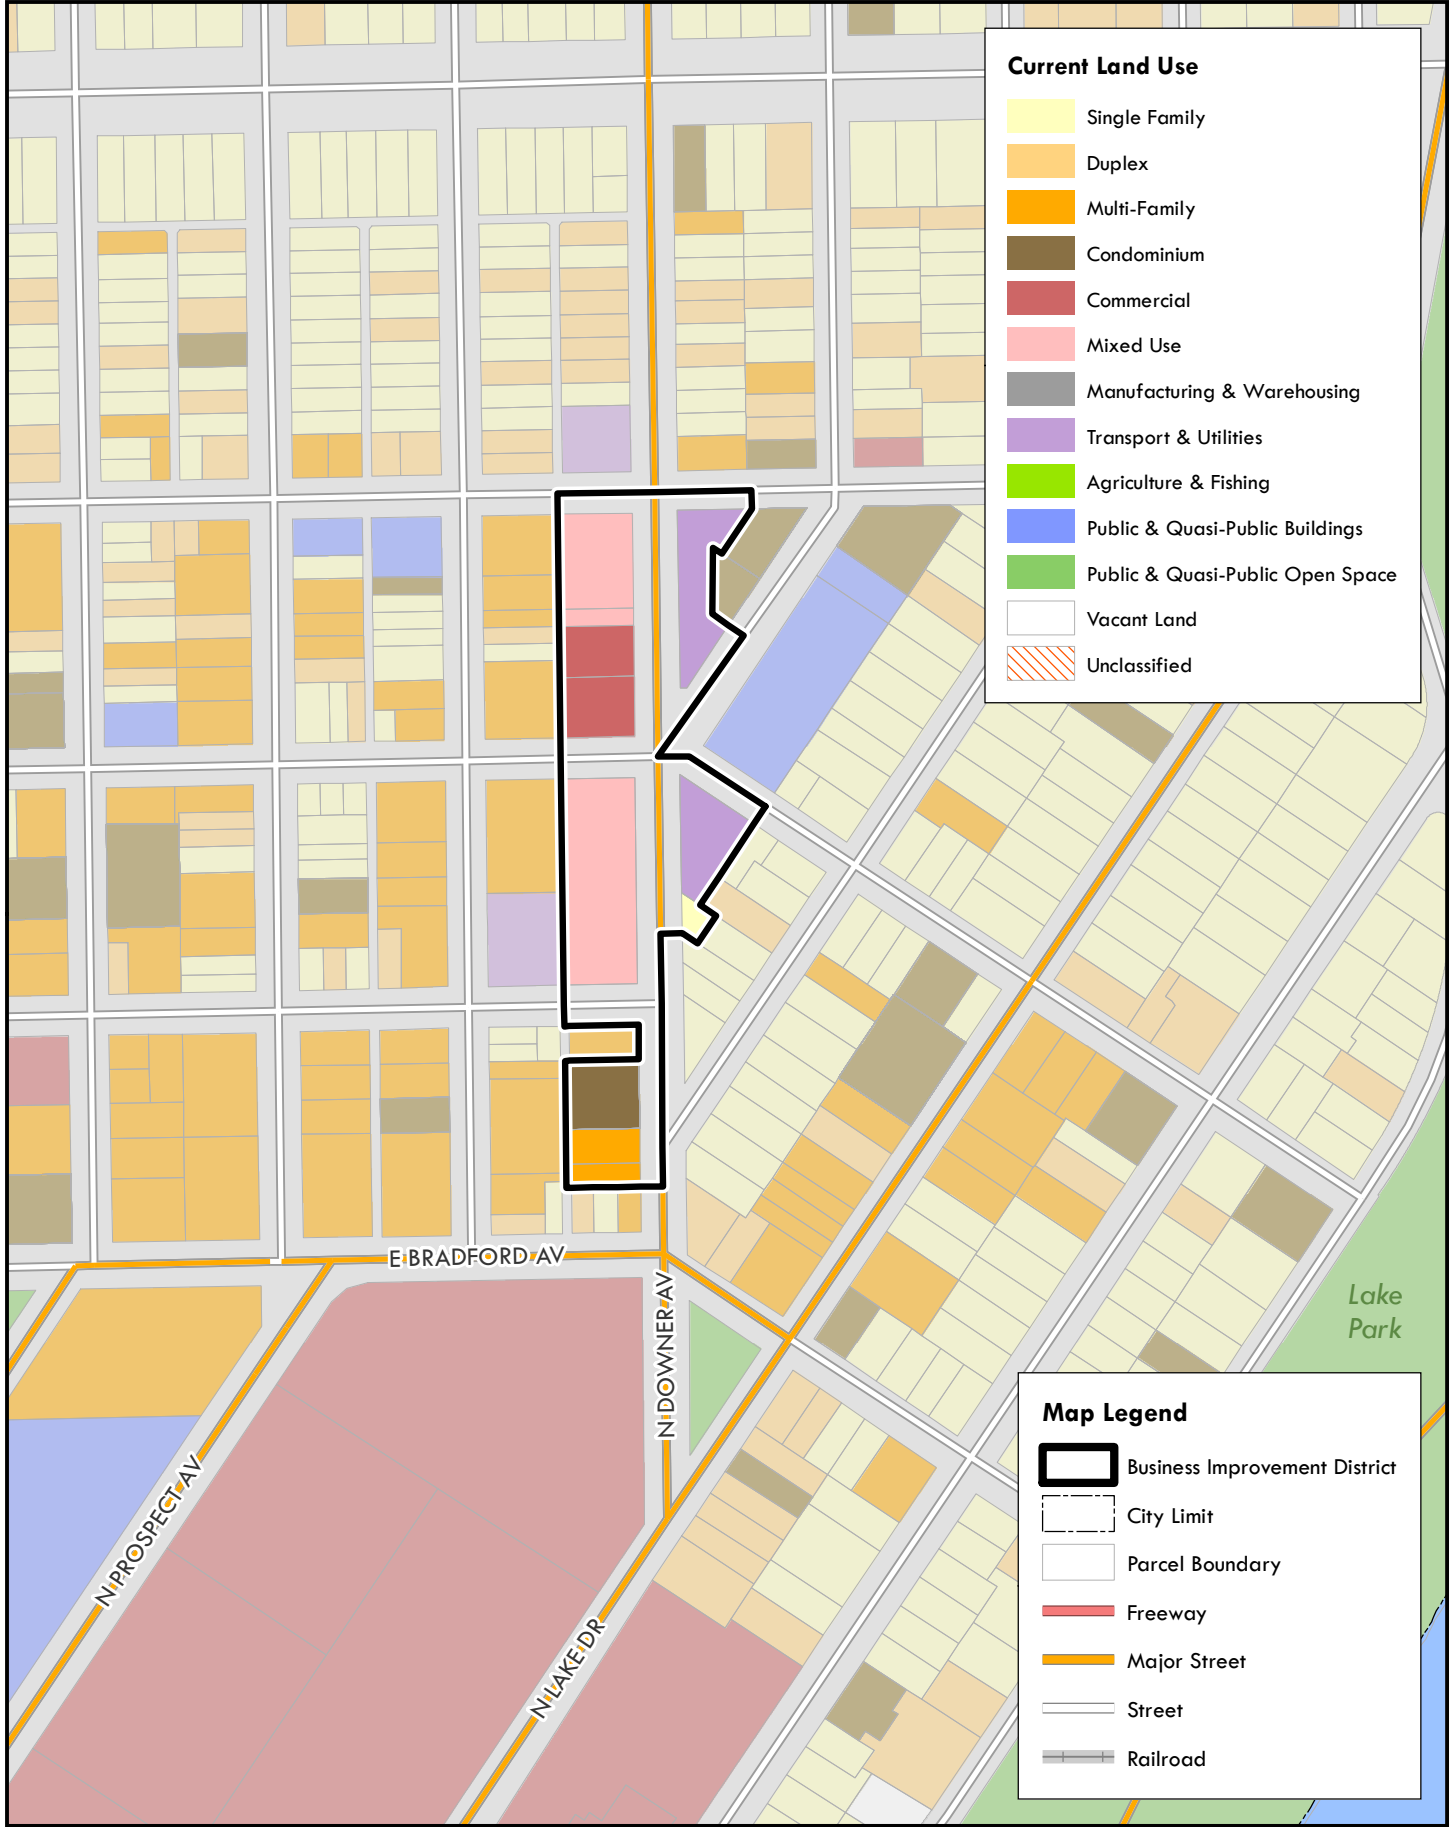 Current Land Use
Single Family
Duplex
Multi-Family
Condominium
Commercial
Mixed Use
Manufacturing & Warehousing
Transport & Utilities
Agriculture & Fishing
Public & Quasi-Public Buildings
Public & Quasi-Public Open Space
Vacant Land
Unclassified
E BRADFORD AV
N DOWNER AV
Lake
Park
N PROSPECT AV
N LAKE DR
Map Legend
Business Improvement District
City Limit
Parcel Boundary
Freeway
Major Street
Street
Railroad